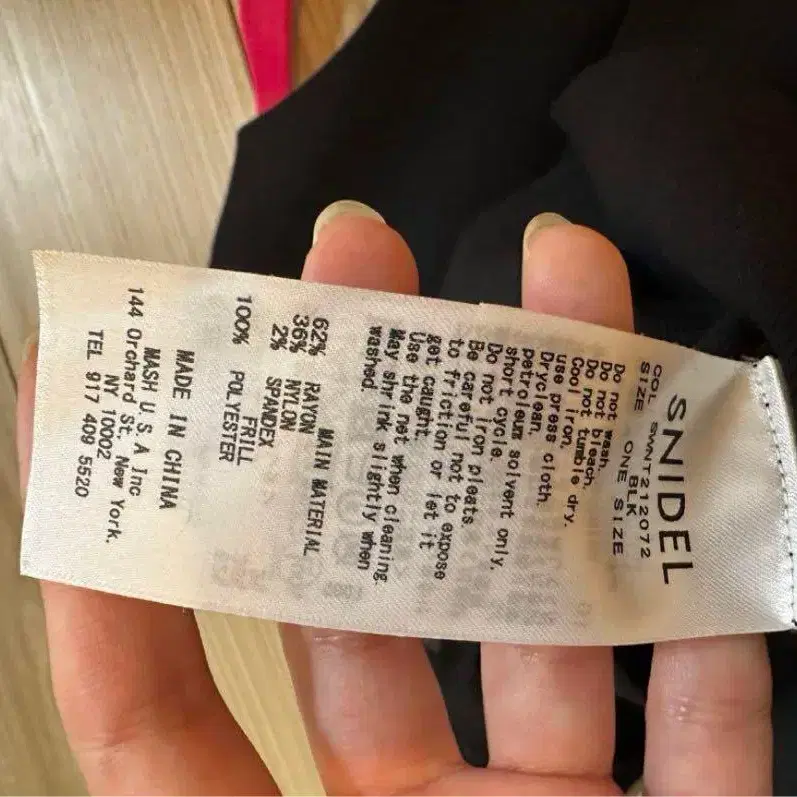 SNIDEL
SWNT212072
COL BLK
SIZE ONE SIZE
Do not wash.
Do not bleach.
Do not tumble dry.
Cool iron.
use press cloth.
Dryclean,
petroleum solvent only.
short cycle.
Do not iron pleats.
Be careful not to expose
to friction or let it
get caught.
Use the net when cleaning.
May shrink slightly when
washed.
MAIN MATERIAL
62% RAYON
36% NYLON
2% SPANDEX
FRILL
100% POLYESTER
MADE IN CHINA
MASH U.S.A Inc
144 Orchard St, New York.
NY 10002
TEL 917 409 5520